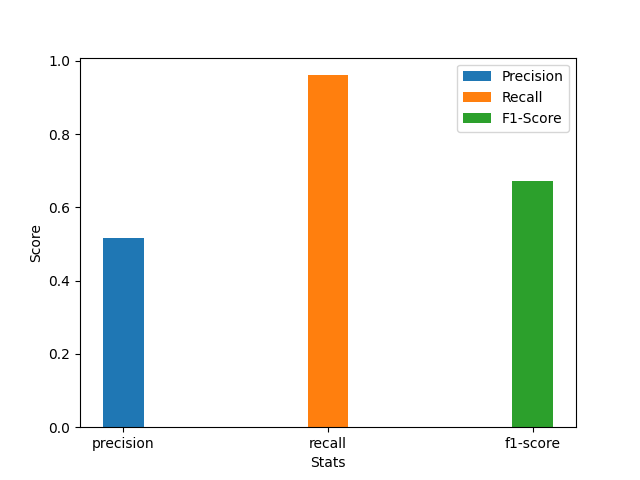 1.0
0.8
0.6
0.4
0.2
0.0
Score
Precision
Recall
F1-Score
precision recall f1-score
Stats